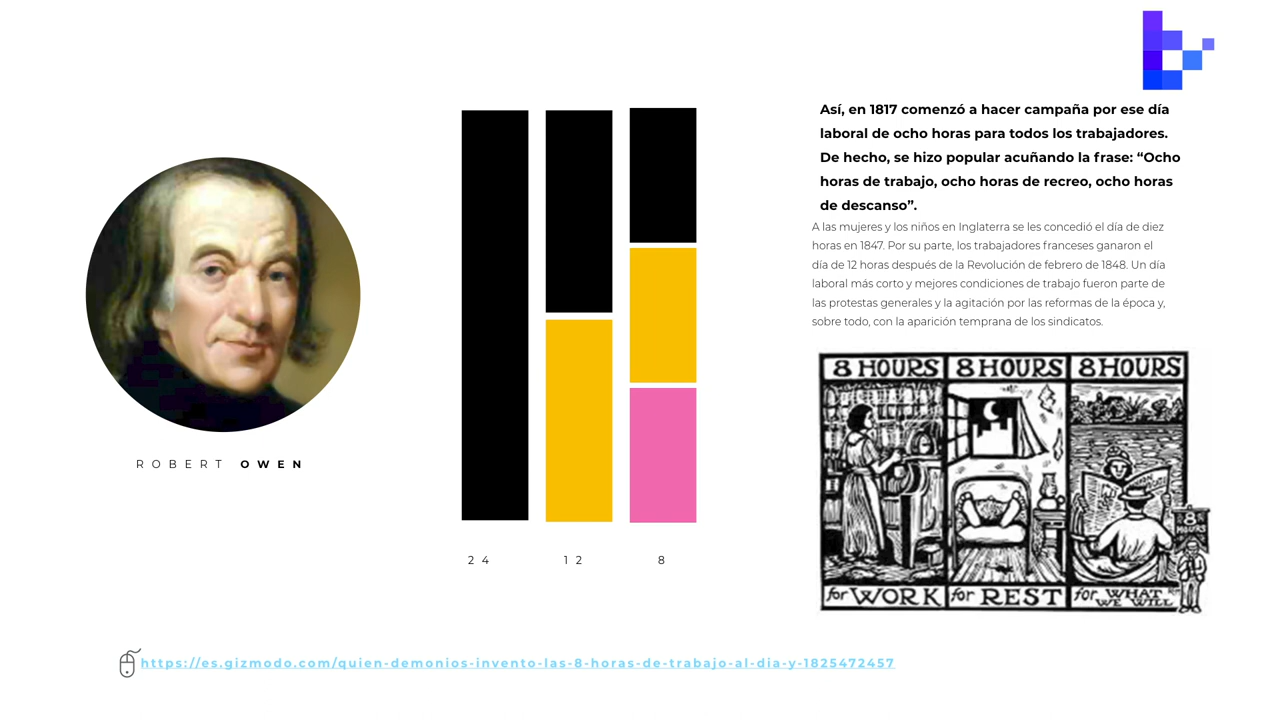 Así, en 1817 comenzó a hacer campaña por ese día
laboral de ocho horas para todos los trabajadores.
De hecho, se hizo popular acuñando la frase: “Ocho
horas de trabajo, ocho horas de recreo, ocho horas
de descanso”.
A las mujeres y los niños en Inglaterra se les concedió el día de diez
horas en 1847. Por su parte, los trabajadores franceses ganaron el
día de 12 horas después de la Revolución de febrero de 1848. Un día
laboral más corto y mejores condiciones de trabajo fueron parte de
las protestas generales y la agitación por las reformas de la época y,
sobre todo, con la aparición temprana de los sindicatos.
ROBERT OWEN
24
12
8
8 HOURS
8 HOURS
8 HOURS
8
HOURS
for WORK
for REST
for WHAT
WE WILL
https://es.gizmodo.com/quien-demonios-invento-las-8-horas-de-trabajo-al-dia-y-1825472457